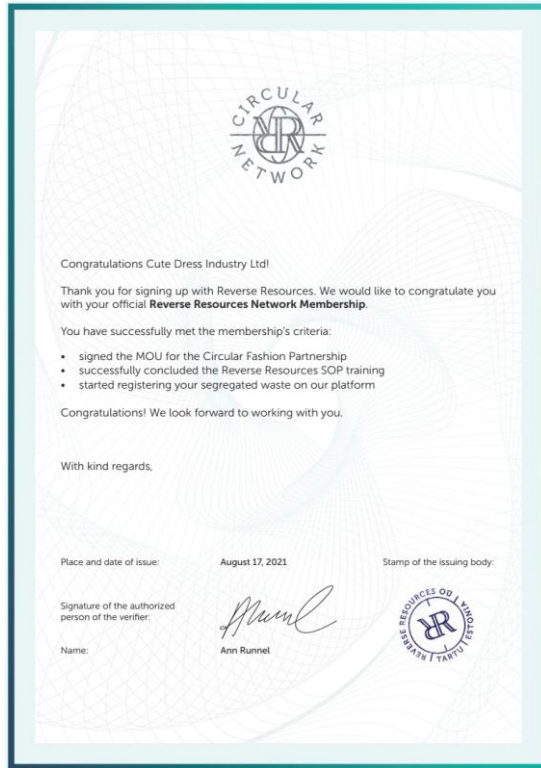 CIRCULAR
RR
NETWORK
Congratulations Cute Dress Industry Ltd!
Thank you for signing up with Reverse Resources. We would like to congratulate you
with your official Reverse Resources Network Membership.
You have successfully met the membership's criteria:
• signed the MOU for the Circular Fashion Partnership
• successfully concluded the Reverse Resources SOP training
• started registering your segregated waste on our platform
Congratulations! We look forward to working with you.
With kind regards,
Place and date of issue: August 17, 2021 Stamp of the issuing body:
Signature of the authorized
person of the verifier:
REVERSE RESOURCES OÜ | ESTONIA | TARTU |
RR
Name: Ann Runnel